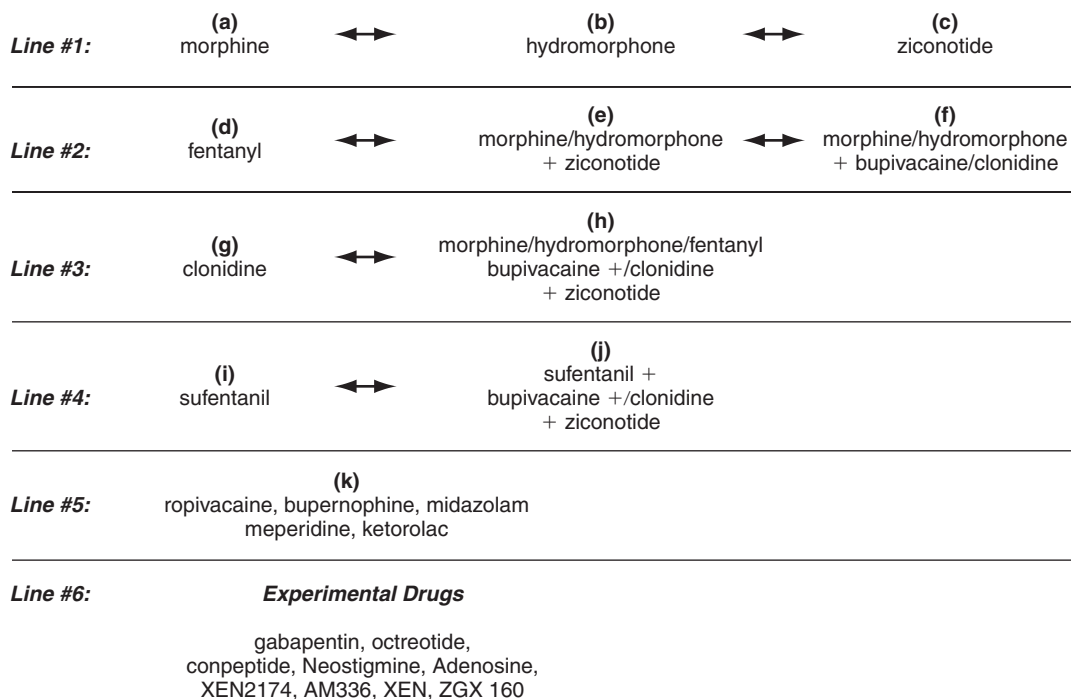 (a) (b) (c)
Line #1: morphine hydromorphone ziconotide
(d) (e) (f)
Line #2: fentanyl morphine/hydromorphone morphine/hydromorphone
+ ziconotide + bupivacaine/clonidine
(h)
(g) morphine/hydromorphone/fentanyl
Line #3: clonidine bupivacaine +/clonidine
+ ziconotide
(j)
(i) sufentanil +
Line #4: sufentanil bupivacaine +/clonidine
+ ziconotide
(k)
Line #5: ropivacaine, bupernophine, midazolam
meperidine, ketorolac
Line #6: Experimental Drugs
gabapentin, octreotide,
conpeptide, Neostigmine, Adenosine,
XEN2174, AM336, XEN, ZGX 160